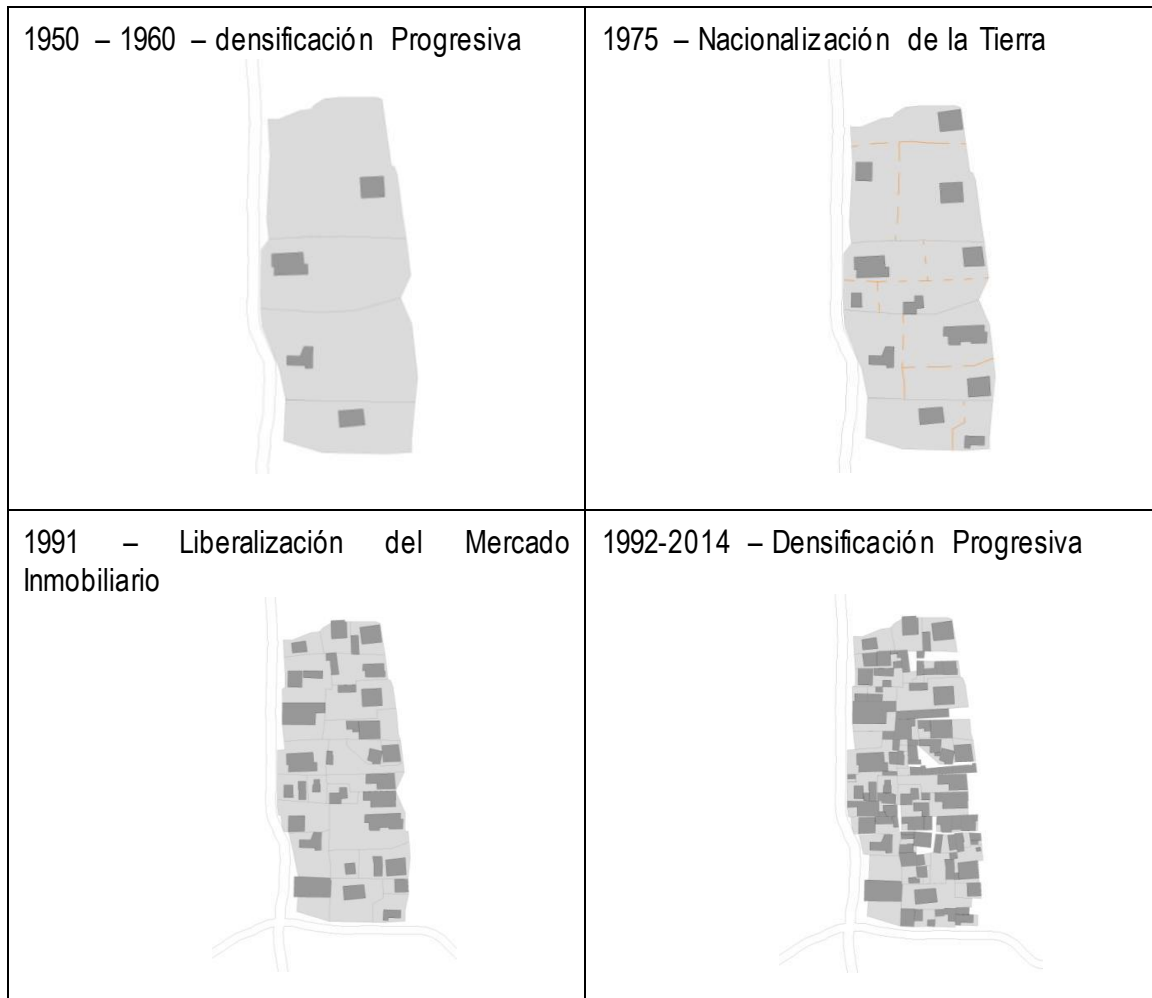 1950 – 1960 – densificación Progresiva
1975 – Nacionalización de la Tierra
1991 – Liberalización del Mercado
Inmobiliario
1992-2014 – Densificación Progresiva